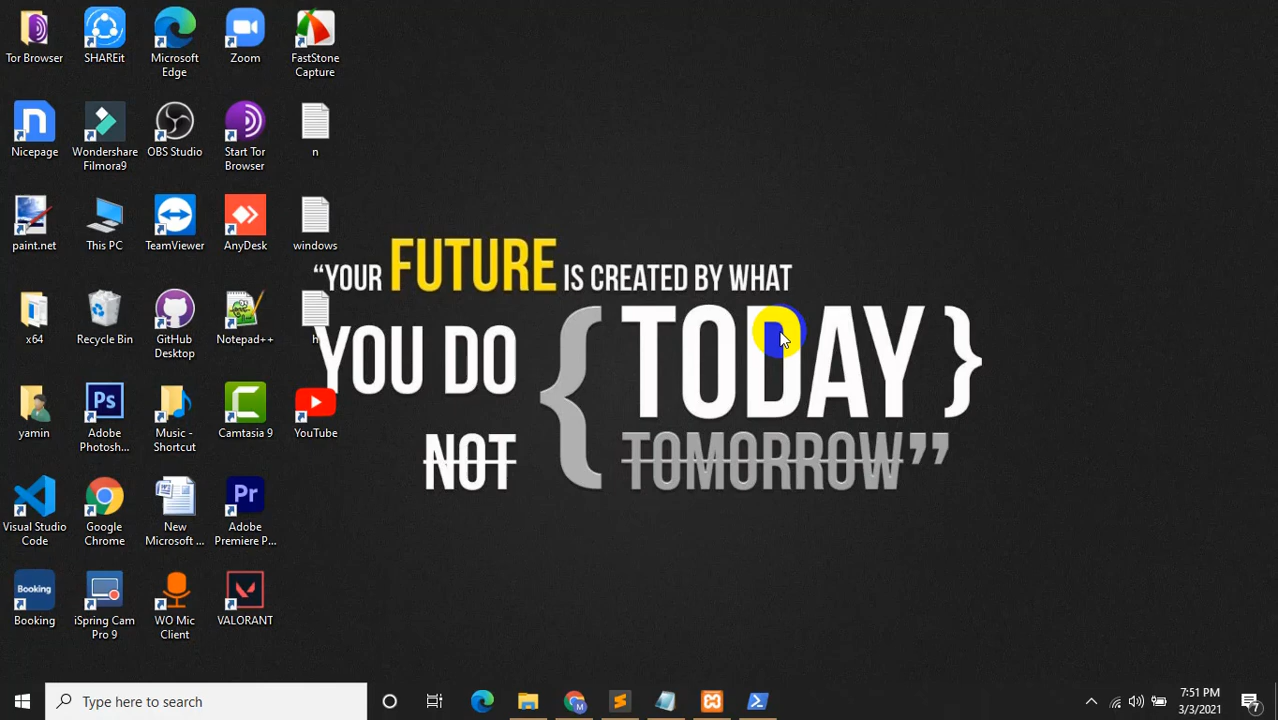 Tor Browser
SHAREit
Microsoft
Edge
Zoom
FastStone
Capture
Nicepage
Wondershare
Filmora9
OBS Studio
Start Tor
Browser
n
paint.net
This PC
TeamViewer
AnyDesk
windows
x64
Recycle Bin
GitHub
Desktop
Notepad++
h
yamin
Ps
Adobe
Photosh...
Music -
Shortcut
Camtasia 9
YouTube
Visual Studio
Code
Google
Chrome
New
Microsoft ...
Pr
Adobe
Premiere P...
Booking
Booking
iSpring Cam
Pro 9
WO Mic
Client
VALORANT
“YOUR FUTURE IS CREATED BY WHAT
YOU DO { TODAY }
NOT TOMORROW”
Type here to search
M
7:51 PM
3/3/2021
7